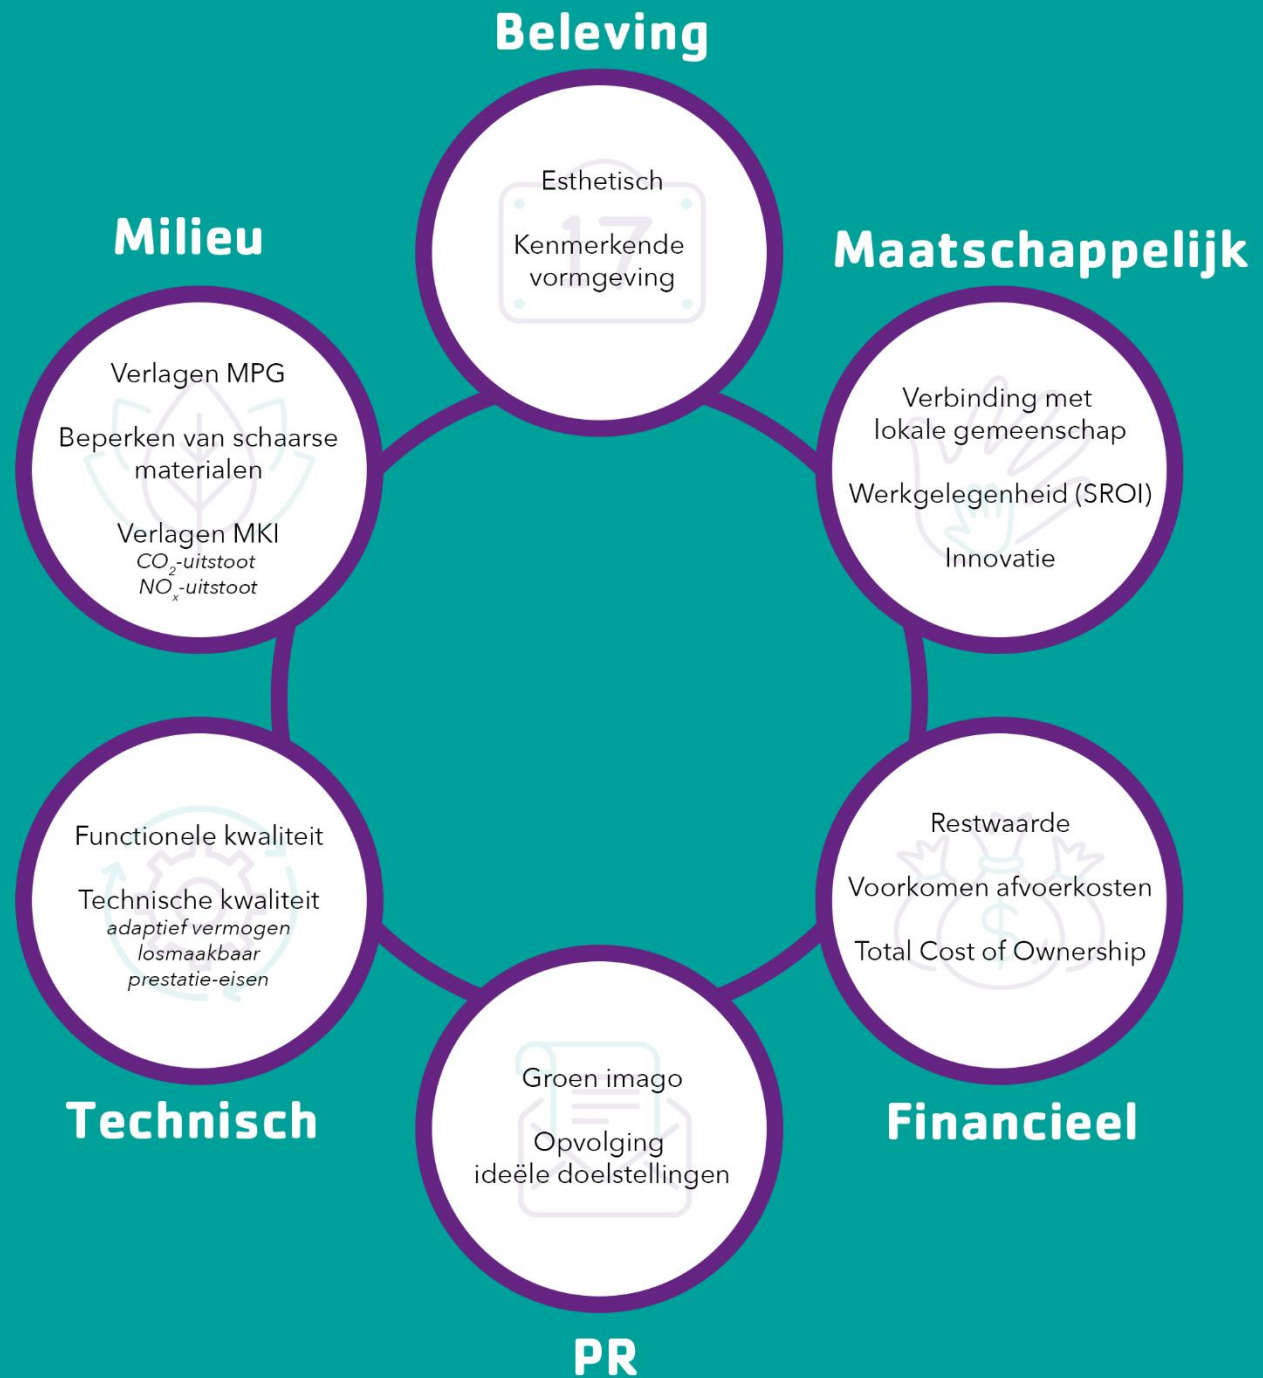 Beleving
Esthetisch
17
Kenmerkende
vormgeving
Milieu
Verlagen MPG
Beperken van schaarse
materialen
Verlagen MKI
CO₂-uitstoot
NOₓ-uitstoot
Maatschappelijk
Verbinding met
lokale gemeenschap
Werkgelegenheid (SROI)
Innovatie
Functionele kwaliteit
Technische kwaliteit
adaptief vermogen
losmaakbaar
prestatie-eisen
Technisch
Restwaarde
Voorkomen afvoerkosten
$
Total Cost of Ownership
Financieel
Groen imago
Opvolging
ideële doelstellingen
PR